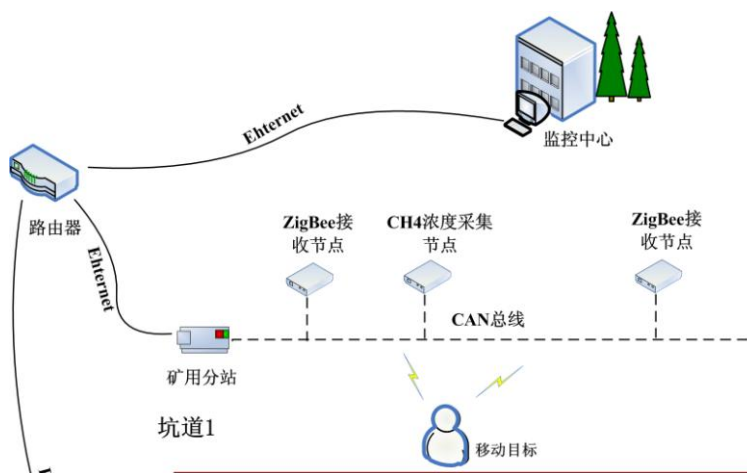 Ehternet
监控中心
路由器
ZigBee接
收节点
CH4浓度采集
节点
ZigBee接
收节点
Ehternet
CAN总线
矿用分站
坑道1
移动目标